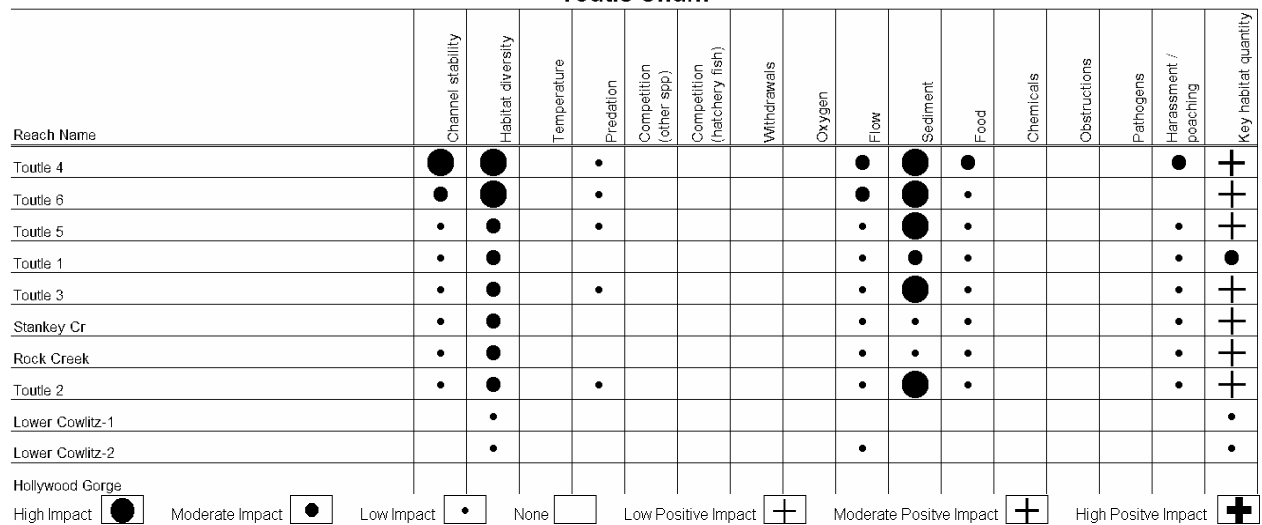 Channel stability
Habitat diversity
Temperature
Predation
Competition
(other spp)
Competition
(hatchery fish)
Withdrawals
Oxygen
Flow
Sediment
Food
Chemicals
Obstructions
Pathogens
Harassment /
poaching
Key habitat quantity
Reach Name
Toutle 4
Toutle 6
Toutle 5
Toutle 1
Toutle 3
Stankey Cr
Rock Creek
Toutle 2
Lower Cowlitz-1
Lower Cowlitz-2
Hollywood Gorge
High Impact Moderate Impact Low Impact None Low Positive Impact Moderate Positve Impact High Positive Impact